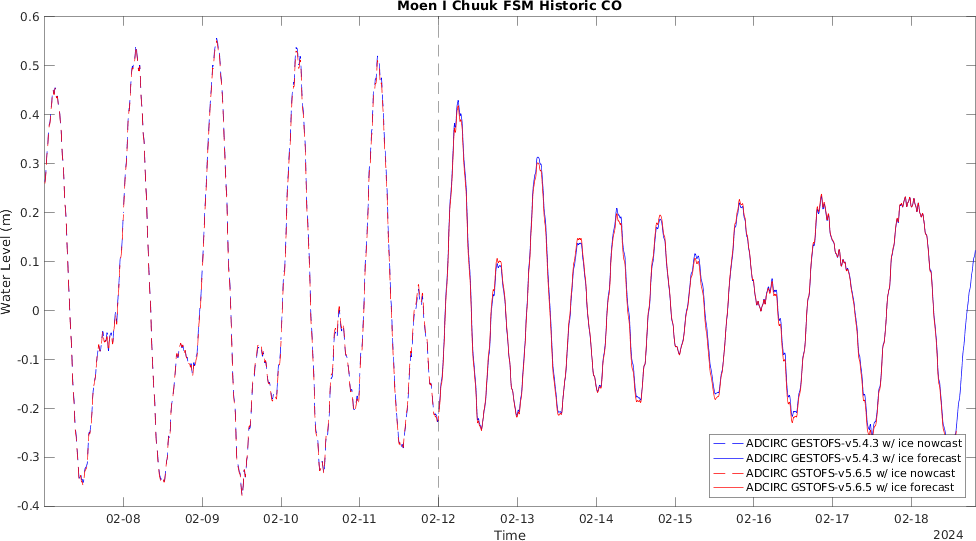 Moen I Chuuk FSM Historic CO
0.6
0.5
0.4
0.3
0.2
0.1
0
-0.1
-0.2
-0.3
-0.4
Water Level (m)
ADCIRC GESTOFS-v5.4.3 w/ ice nowcast
ADCIRC GESTOFS-v5.4.3 w/ ice forecast
ADCIRC GSTOFS-v5.6.5 w/ ice nowcast
ADCIRC GSTOFS-v5.6.5 w/ ice forecast
02-08 02-09 02-10 02-11 02-12 02-13 02-14 02-15 02-16 02-17 02-18
Time
2024